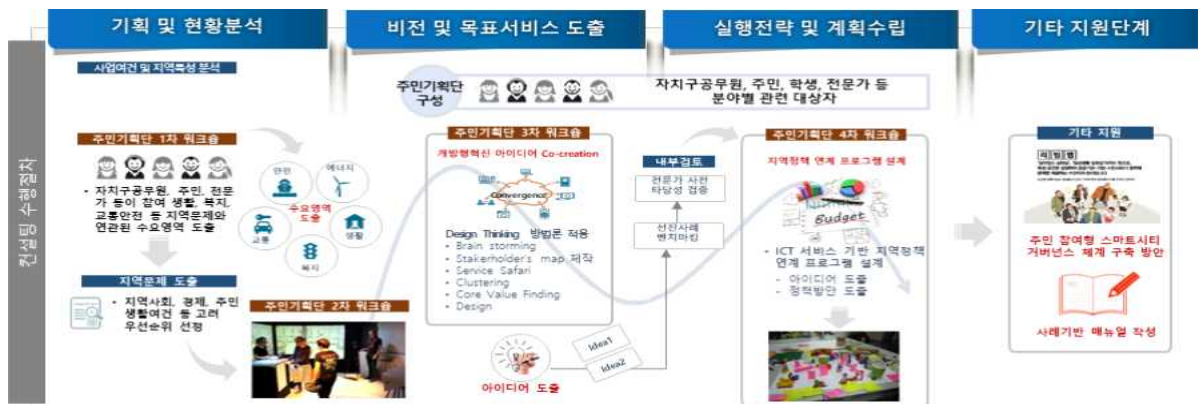 기획 및 현황분석
비전 및 목표서비스 도출
실행전략 및 계획수립
기타 지원단계
컨설팅 수행절차
사업여건 및 지역특성 분석
주민기획단
구성
자치구공무원, 주민, 학생, 전문가 등
분야별 관련 대상자
주민기획단 1차 워크숍
• 자치구공무원, 주민, 전문
가 등이 참여 생활, 복지,
교통안전 등 지역문제와
연관된 수요영역 도출
안전
에너지
수요영역
도출
교통
생활
복지
지역문제 도출
• 지역사회, 경제, 주민
생활여건 등 고려
우선순위 선정
주민기획단 2차 워크숍
주민기획단 3차 워크숍
개방형혁신 아이디어 Co-creation
Convergence
Design Thinking 방법론 적용
• Brain storming
• Stakerholder's map 제작
• Service Safari
• Clustering
• Core Value Finding
• Design
아이디어 도출
Idea1
Idea2
내부검토
전문가 사전
타당성 검증
선진사례
벤치마킹
주민기획단 4차 워크숍
지역정책 연계 프로그램 설계
Budget
• ICT 서비스 기반 지역정책
연계 프로그램 설계
- 아이디어 도출
- 정책방안 도출
기타 지원
리빙랩
주민 참여형 스마트시티
거버넌스 체계 구축 방안
사례기반 매뉴얼 작성